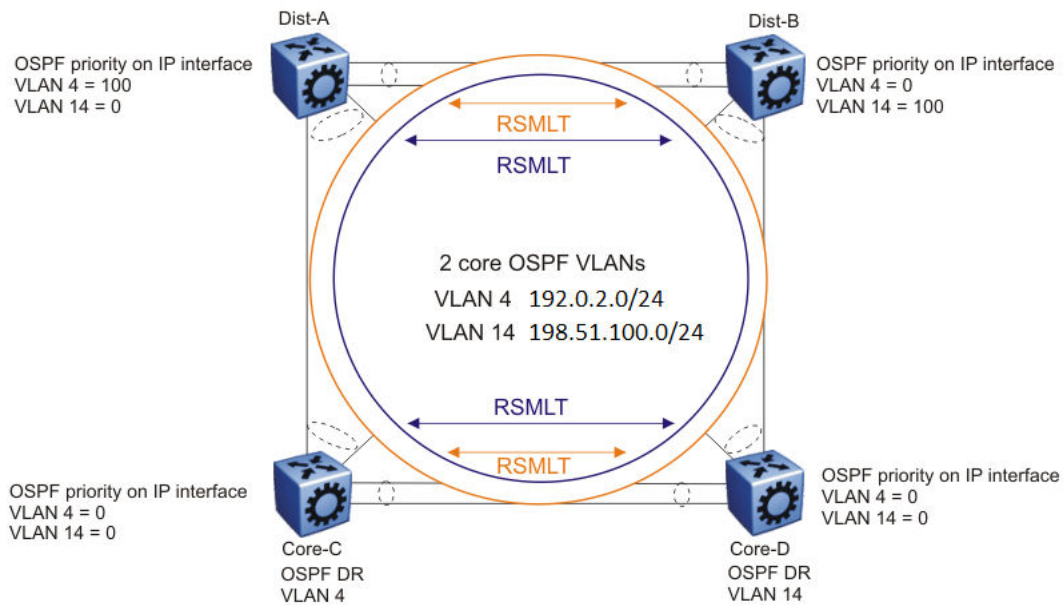 Dist-A
Dist-B
OSPF priority on IP interface
VLAN 4 = 100
VLAN 14 = 0
OSPF priority on IP interface
VLAN 4 = 0
VLAN 14 = 100
RSMLT
RSMLT
2 core OSPF VLANs
VLAN 4 192.0.2.0/24
VLAN 14 198.51.100.0/24
RSMLT
RSMLT
OSPF priority on IP interface
VLAN 4 = 0
VLAN 14 = 0
OSPF priority on IP interface
VLAN 4 = 0
VLAN 14 = 0
Core-C
OSPF DR
VLAN 4
Core-D
OSPF DR
VLAN 14